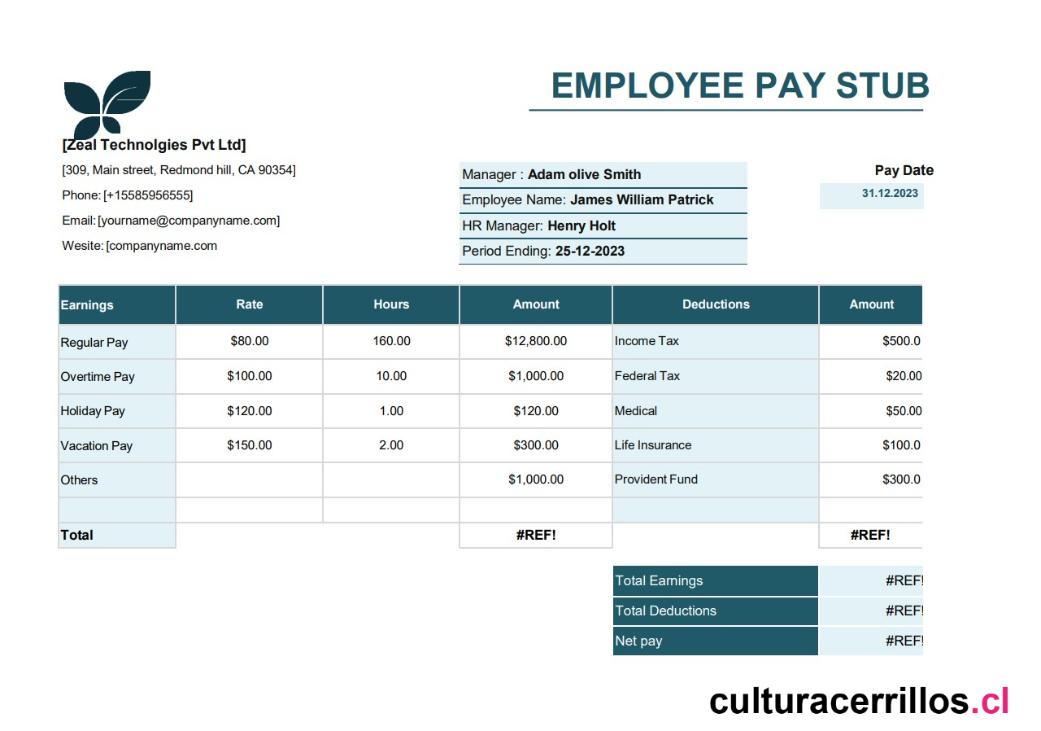 EMPLOYEE PAY STUB
[Zeal Technolgies Pvt Ltd]
[309, Main street, Redmond hill, CA 90354]
Phone: [+15585956555]
Email: [yourname@companyname.com]
Wesite: [companyname.com
Manager : Adam olive Smith
Employee Name: James William Patrick
HR Manager: Henry Holt
Period Ending: 25-12-2023
Pay Date
31.12.2023
Earnings Rate Hours Amount Deductions Amount
Regular Pay $80.00 160.00 $12,800.00 Income Tax $500.0
Overtime Pay $100.00 10.00 $1,000.00 Federal Tax $20.00
Holiday Pay $120.00 1.00 $120.00 Medical $50.00
Vacation Pay $150.00 2.00 $300.00 Life Insurance $100.0
Others $1,000.00 Provident Fund $300.0
Total #REF! #REF!
Total Earnings #REF!
Total Deductions #REF!
Net pay #REF!
culturacerrillos.cl